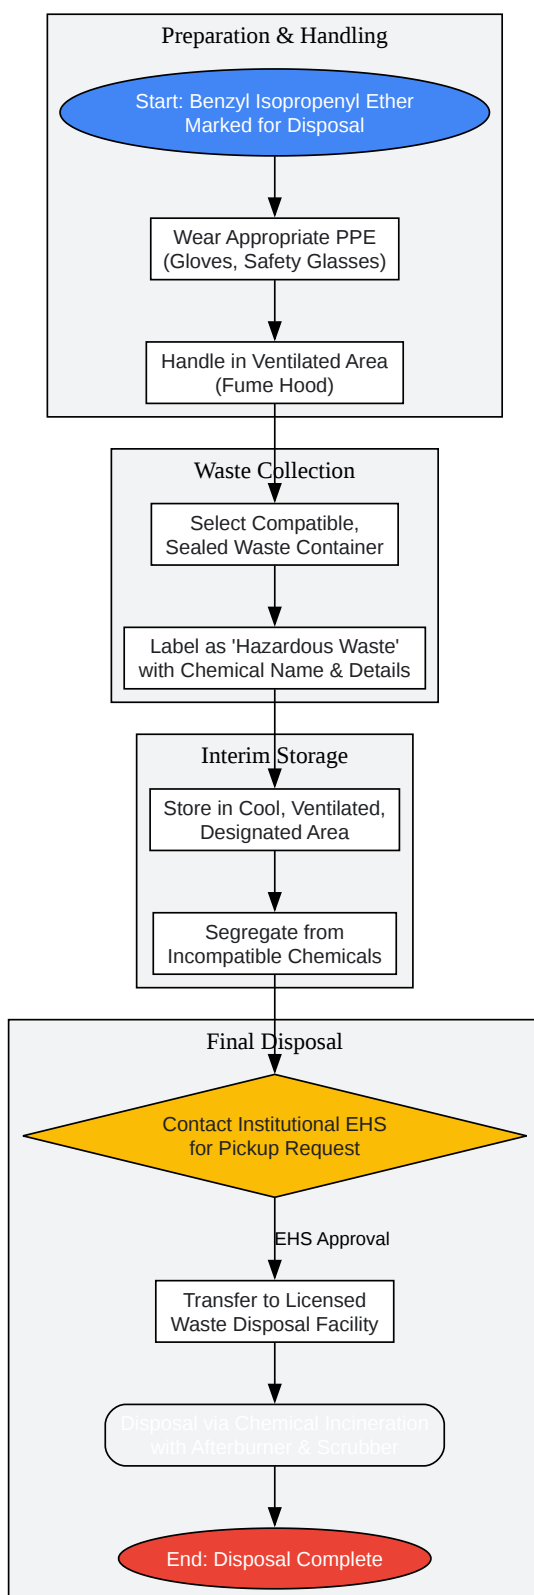 Preparation & Handling
Start: Benzyl Isopropenyl Ether
Marked for Disposal
Wear Appropriate PPE
(Gloves, Safety Glasses)
Handle in Ventilated Area
(Fume Hood)
Waste Collection
Select Compatible,
Sealed Waste Container
Label as 'Hazardous Waste'
with Chemical Name & Details
Interim Storage
Store in Cool, Ventilated,
Designated Area
Segregate from
Incompatible Chemicals
Final Disposal
Contact Institutional EHS
for Pickup Request
EHS Approval
Transfer to Licensed
Waste Disposal Facility
Disposal via Chemical Incineration
with Afterburner & Scrubber
End: Disposal Complete